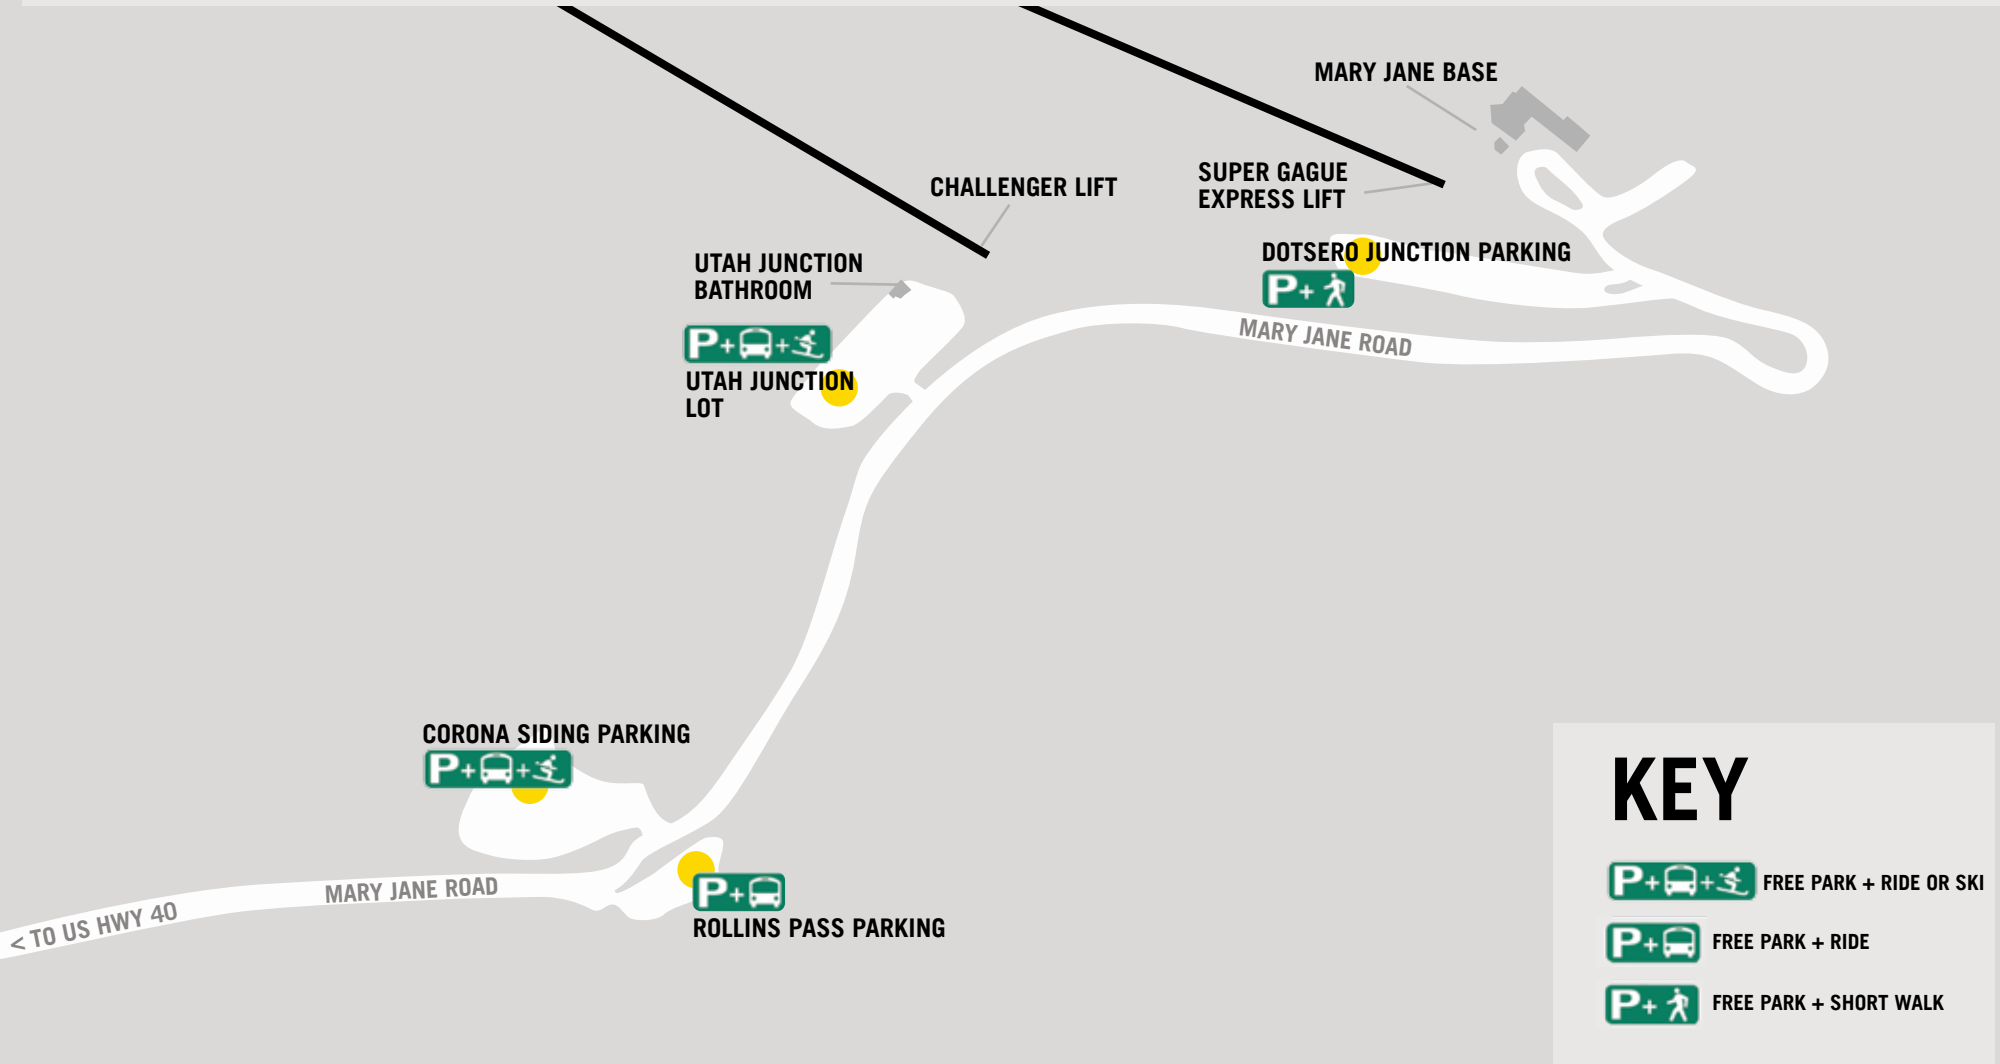 MARY JANE BASE
SUPER GAGUE
EXPRESS LIFT
CHALLENGER LIFT
DOTSERO JUNCTION PARKING
P+
UTAH JUNCTION
BATHROOM
P+ +
UTAH JUNCTION
LOT
MARY JANE ROAD
CORONA SIDING PARKING
P+ +
MARY JANE ROAD
< TO US HWY 40
P+
ROLLINS PASS PARKING
KEY
P+ + FREE PARK + RIDE OR SKI
P+ FREE PARK + RIDE
P+ FREE PARK + SHORT WALK